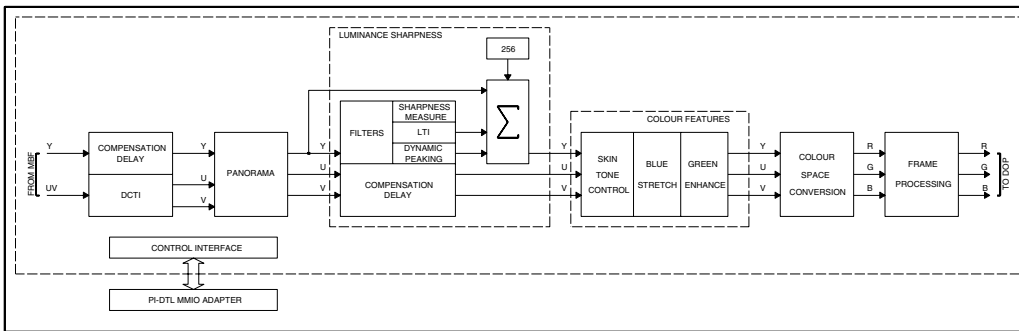 LUMINANCE SHARPNESS
256
SHARPNESS
MEASURE
FILTERS
LTI
DYNAMIC
PEAKING
Σ
COLOUR FEATURES
FROM MBF
Y
UV
COMPENSATION
DELAY
DCTI
Y
U
V
PANORAMA
Y
U
V
COMPENSATION
DELAY
Y
U
V
SKIN
TONE
CONTROL
BLUE
STRETCH
GREEN
ENHANCE
Y
U
V
COLOUR
SPACE
CONVERSION
R
G
B
FRAME
PROCESSING
R
G
B
TO DOP
CONTROL INTERFACE
PI-DTL MMIO ADAPTER